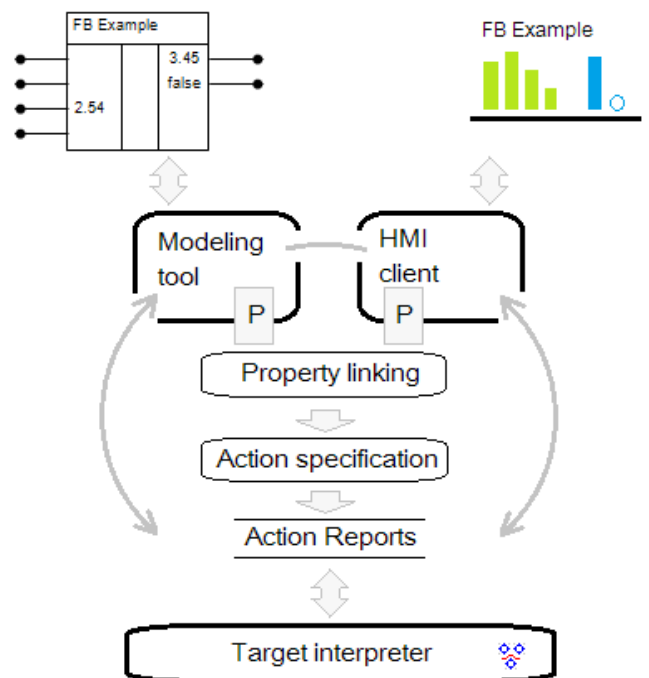 FB Example
3.45
false
2.54
FB Example
Modeling
tool
HMI
client
P
P
Property linking
Action specification
Action Reports
Target interpreter